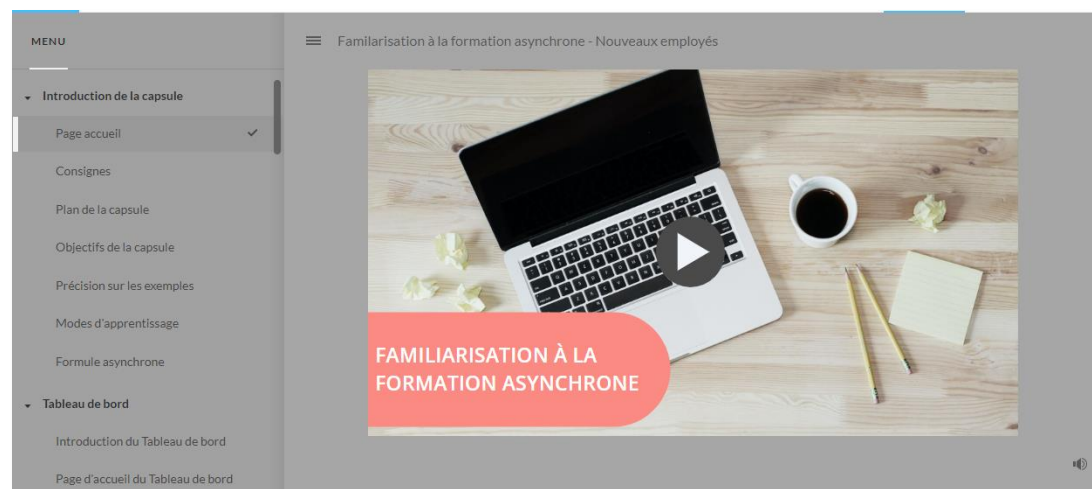 MENU
Introduction de la capsule
Page accueil
Consignes
Plan de la capsule
Objectifs de la capsule
Précision sur les exemples
Modes d'apprentissage
Formule asynchrone
Tableau de bord
Introduction du Tableau de bord
Page d'accueil du Tableau de bord
Familarisation à la formation asynchrone - Nouveaux employés
FAMILIARISATION À LA
FORMATION ASYNCHRONE